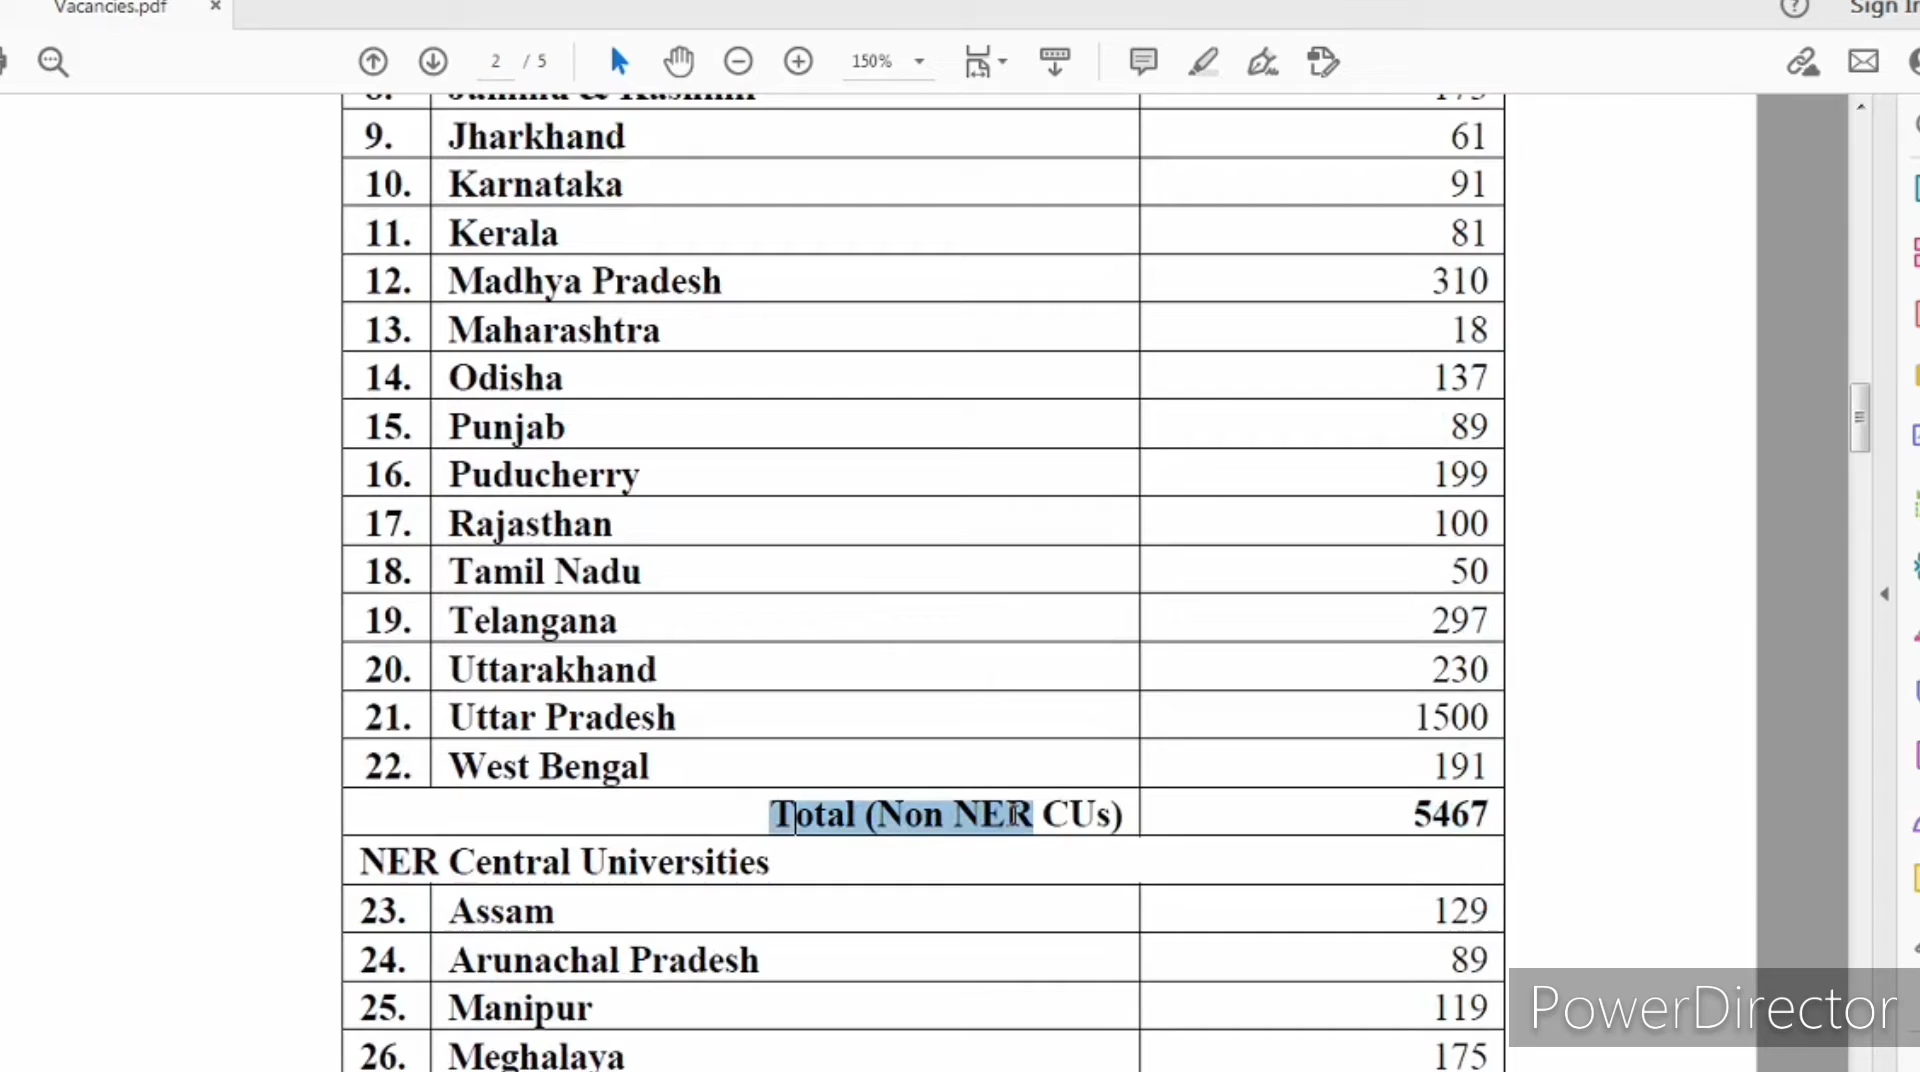 Vacancies.pdf × Sign In
2 / 5 150%
9. Jharkhand 61
10. Karnataka 91
11. Kerala 81
12. Madhya Pradesh 310
13. Maharashtra 18
14. Odisha 137
15. Punjab 89
16. Puducherry 199
17. Rajasthan 100
18. Tamil Nadu 50
19. Telangana 297
20. Uttarakhand 230
21. Uttar Pradesh 1500
22. West Bengal 191
Total (Non NER CUs) 5467
NER Central Universities
23. Assam 129
24. Arunachal Pradesh 89
25. Manipur 119
26. Meghalaya 175
PowerDirector